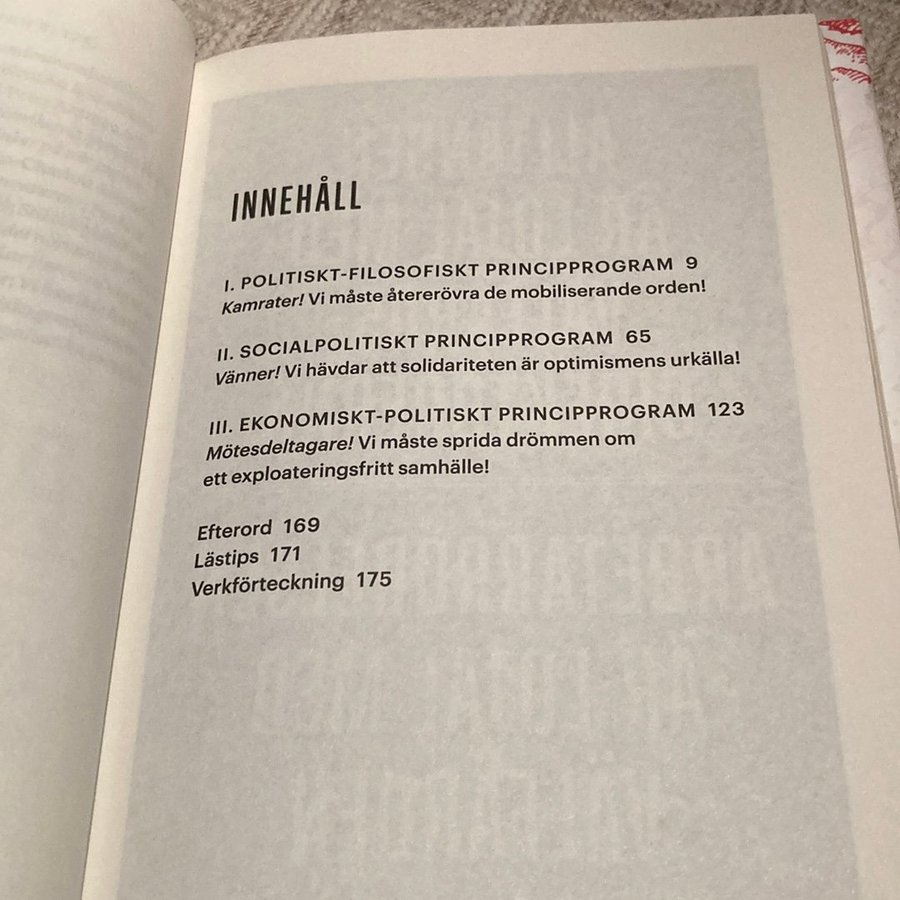 INNEHÅLL
I. POLITISKT-FILOSOFISKT PRINCIPPROGRAM 9
Kamrater! Vi måste återerövra de mobiliserande orden!
II. SOCIALPOLITISKT PRINCIPPROGRAM 65
Vänner! Vi hävdar att solidariteten är optimismens urkälla!
III. EKONOMISKT-POLITISKT PRINCIPPROGRAM 123
Mötesdeltagare! Vi måste sprida drömmen om
ett exploateringsfritt samhälle!
Efterord 169
Lästips 171
Verkförteckning 175